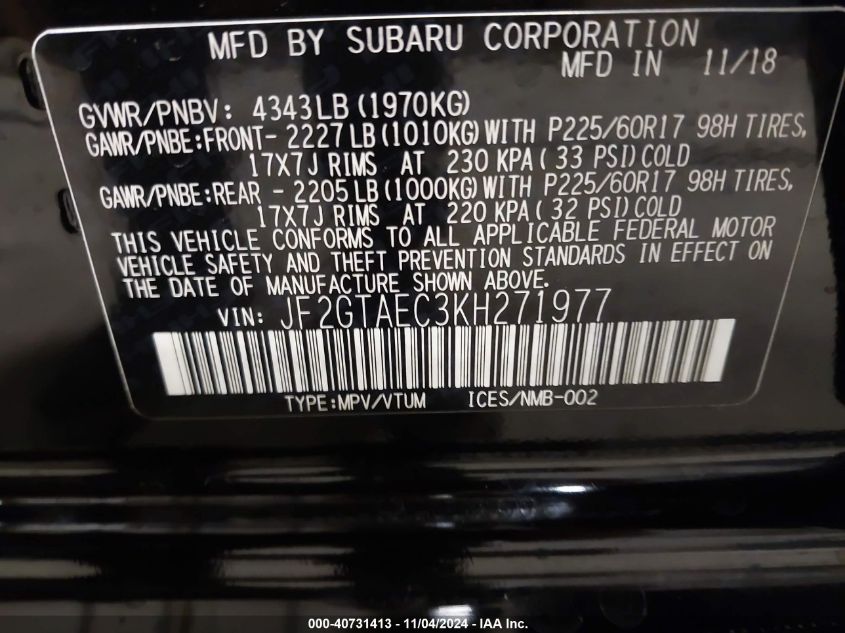 MFD BY SUBARU CORPORATION
MFD IN 11/18
GVWR/PNBV: 4343LB (1970KG)
GAWR/PNBE:FRONT- 2227 LB (1010KG) WITH P225/60R17 98H TIRES,
17X7J RIMS AT 230 KPA ( 33 PSI) COLD
GAWR/PNBE:REAR - 2205 LB (1000KG) WITH P225/60R17 98H TIRES,
17X7J RIMS AT 220 KPA ( 32 PSI) COLD
THIS VEHICLE CONFORMS TO ALL APPLICABLE FEDERAL MOTOR
VEHICLE SAFETY AND THEFT PREVENTION STANDARDS IN EFFECT ON
THE DATE OF MANUFACTURE SHOWN ABOVE.
VIN: JF2GTAEC3KH271977
TYPE:MPV/VTUM ICES/NMB-002
000-40731413 - 11/04/2024 - IAA Inc.